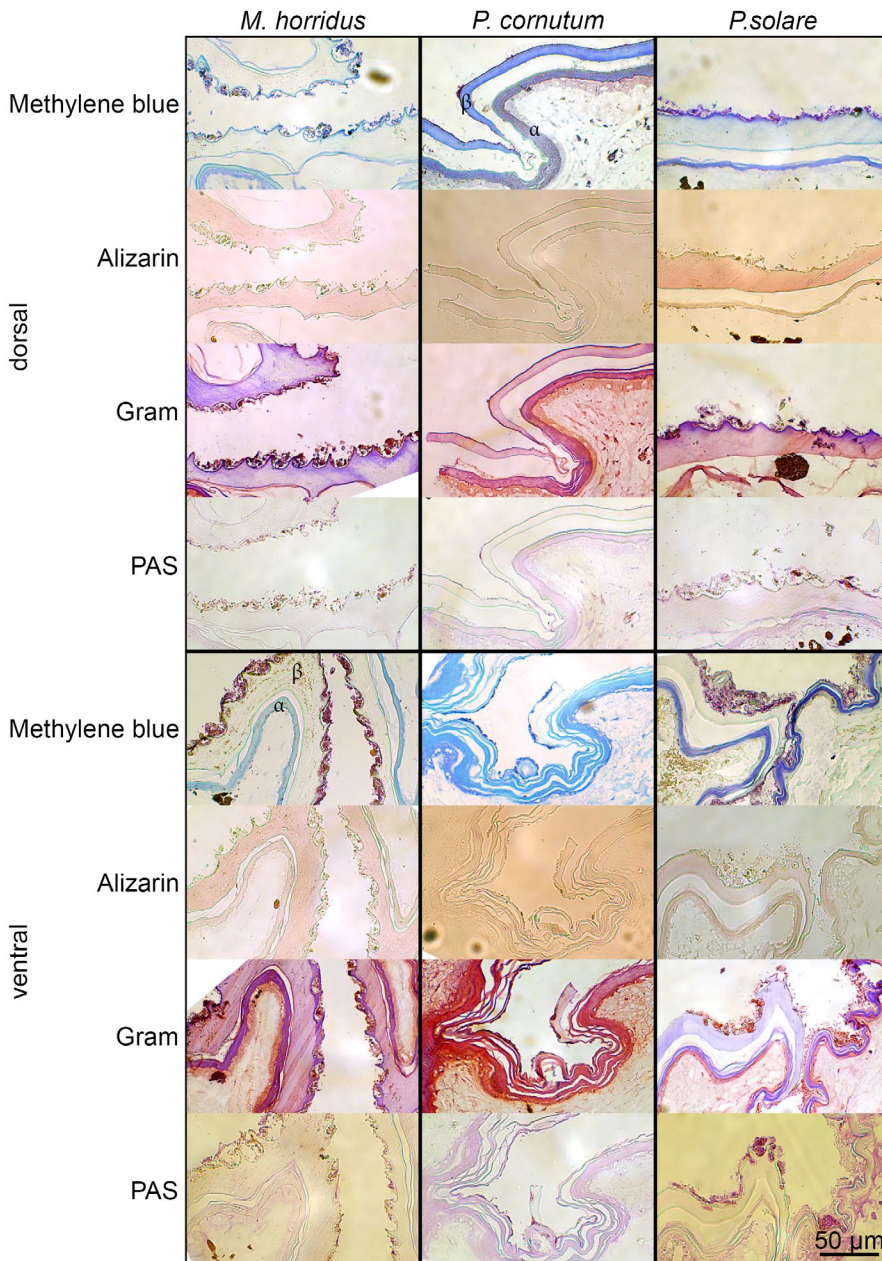 M. horridus P. cornutum P.solare
dorsal
Methylene blue
β
α
Alizarin
Gram
PAS
ventral
Methylene blue
β
α
Alizarin
Gram
PAS
50 µm